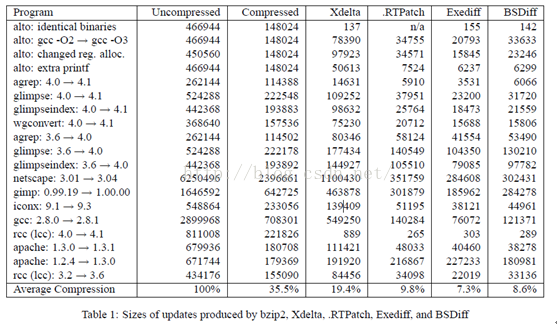 Program Uncompressed Compressed Xdelta .RTPatch Exediff BSDiff
alto: identical binaries 466944 148024 137 n/a 155 142
alto: gcc -O2 → gcc -O3 466944 148024 78390 34755 20793 33633
alto: changed reg. alloc. 450560 148024 97923 34571 15845 23246
alto: extra printf 466944 148024 50613 7524 6237 6299
agrep: 4.0 → 4.1 262144 114388 14631 5910 3531 6066
glimpse: 4.0 → 4.1 524288 222548 109252 37951 23200 31720
glimpseindex: 4.0 → 4.1 442368 193883 98632 25764 18473 21559
wgconvert: 4.0 → 4.1 368640 157536 75230 20712 15688 15806
agrep: 3.6 → 4.0 262144 114502 80346 58124 41554 53490
glimpse: 3.6 → 4.0 524288 222178 177434 140549 104350 130210
glimpseindex: 3.6 → 4.0 442368 193892 144927 105510 79085 97782
netscape: 3.01 → 3.04 6250496 2396661 1100430 351759 284608 302431
gimp: 0.99.19 → 1.00.00 1646592 642725 463878 301879 185962 284278
iconx: 9.1 → 9.3 548864 233056 139409 51195 38121 44961
gcc: 2.8.0 → 2.8.1 2899968 708301 549250 140284 76072 121371
rcc (lcc): 4.0 → 4.1 811008 221826 889 265 303 289
apache: 1.3.0 → 1.3.1 679936 180708 111421 48033 40460 38278
apache: 1.2.4 → 1.3.0 671744 179369 191920 216867 227233 180981
rcc (lcc): 3.2 → 3.6 434176 155090 84456 34098 22019 33136
Average Compression 100% 35.5% 19.4% 9.8% 7.3% 8.6%
Table 1: Sizes of updates produced by bzip2, Xdelta, .RTPatch, Exediff, and BSDiff